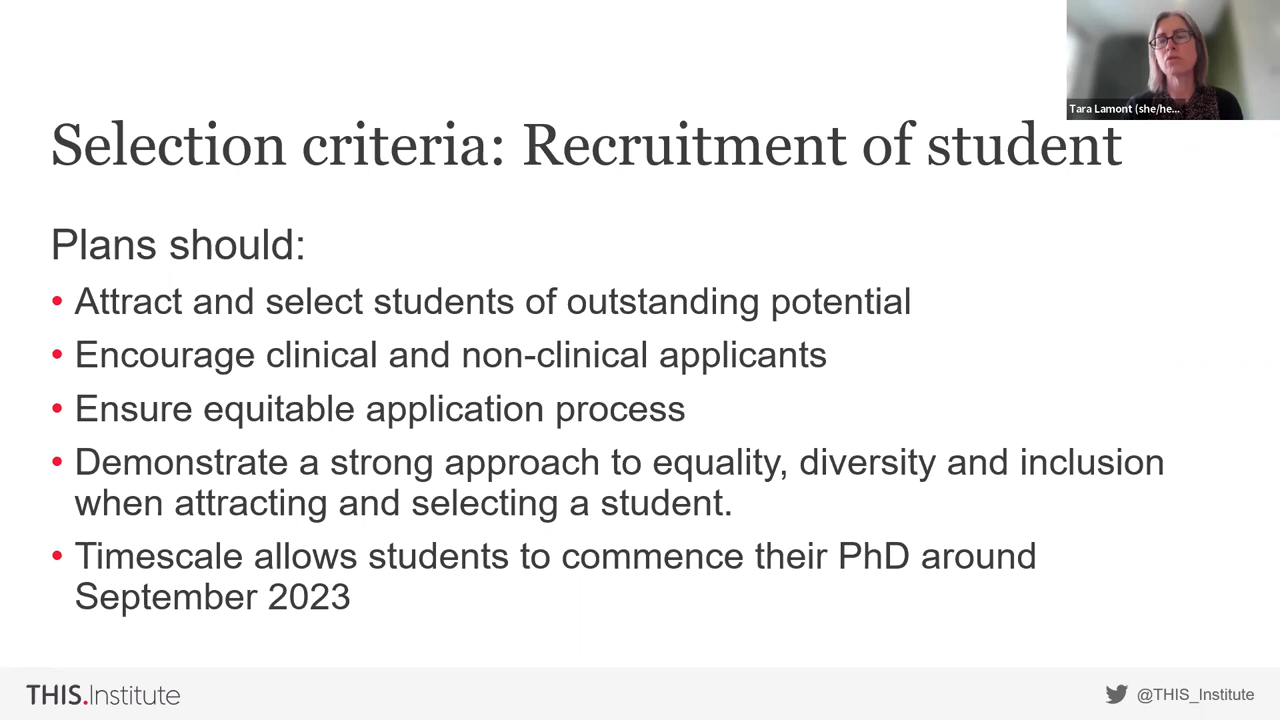 Tara Lamont (she/he...
Selection criteria: Recruitment of student
Plans should:
• Attract and select students of outstanding potential
• Encourage clinical and non-clinical applicants
• Ensure equitable application process
• Demonstrate a strong approach to equality, diversity and inclusion
when attracting and selecting a student.
• Timescale allows students to commence their PhD around
September 2023
THIS.Institute
@THIS_Institute